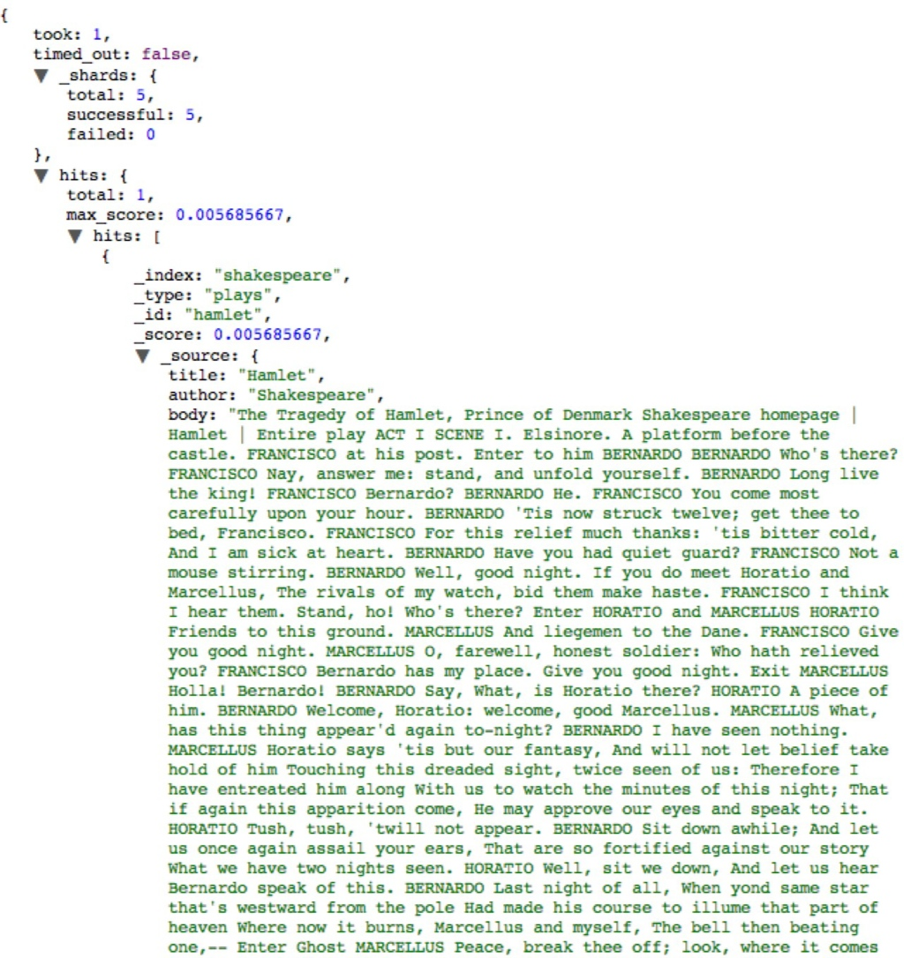 {
took: 1,
timed_out: false,
▼ _shards: {
total: 5,
successful: 5,
failed: 0
},
▼ hits: {
total: 1,
max_score: 0.005685667,
▼ hits: [
{
_index: "shakespeare",
_type: "plays",
_id: "hamlet",
_score: 0.005685667,
▼ _source: {
title: "Hamlet",
author: "Shakespeare",
body: "The Tragedy of Hamlet, Prince of Denmark Shakespeare homepage |
Hamlet | Entire play ACT I SCENE I. Elsinore. A platform before the
castle. FRANCISCO at his post. Enter to him BERNARDO BERNARDO Who's there?
FRANCISCO Nay, answer me: stand, and unfold yourself. BERNARDO Long live
the king! FRANCISCO Bernardo? BERNARDO He. FRANCISCO You come most
carefully upon your hour. BERNARDO 'Tis now struck twelve; get thee to
bed, Francisco. FRANCISCO For this relief much thanks: 'tis bitter cold,
And I am sick at heart. BERNARDO Have you had quiet guard? FRANCISCO Not a
mouse stirring. BERNARDO Well, good night. If you do meet Horatio and
Marcellus, The rivals of my watch, bid them make haste. FRANCISCO I think
I hear them. Stand, ho! Who's there? Enter HORATIO and MARCELLUS HORATIO
Friends to this ground. MARCELLUS And liegemen to the Dane. FRANCISCO Give
you good night. MARCELLUS O, farewell, honest soldier: Who hath relieved
you? FRANCISCO Bernardo has my place. Give you good night. Exit MARCELLUS
Holla! Bernardo! BERNARDO Say, What, is Horatio there? HORATIO A piece of
him. BERNARDO Welcome, Horatio: welcome, good Marcellus. MARCELLUS What,
has this thing appear'd again to-night? BERNARDO I have seen nothing.
MARCELLUS Horatio says 'tis but our fantasy, And will not let belief take
hold of him Touching this dreaded sight, twice seen of us: Therefore I
have entreated him along With us to watch the minutes of this night; That
if again this apparition come, He may approve our eyes and speak to it.
HORATIO Tush, tush, 'twill not appear. BERNARDO Sit down awhile; And let
us once again assail your ears, That are so fortified against our story
What we have two nights seen. HORATIO Well, sit we down, And let us hear
Bernardo speak of this. BERNARDO Last night of all, When yond same star
that's westward from the pole Had made his course to illume that part of
heaven Where now it burns, Marcellus and myself, The bell then beating
one,-- Enter Ghost MARCELLUS Peace, break thee off; look, where it comes